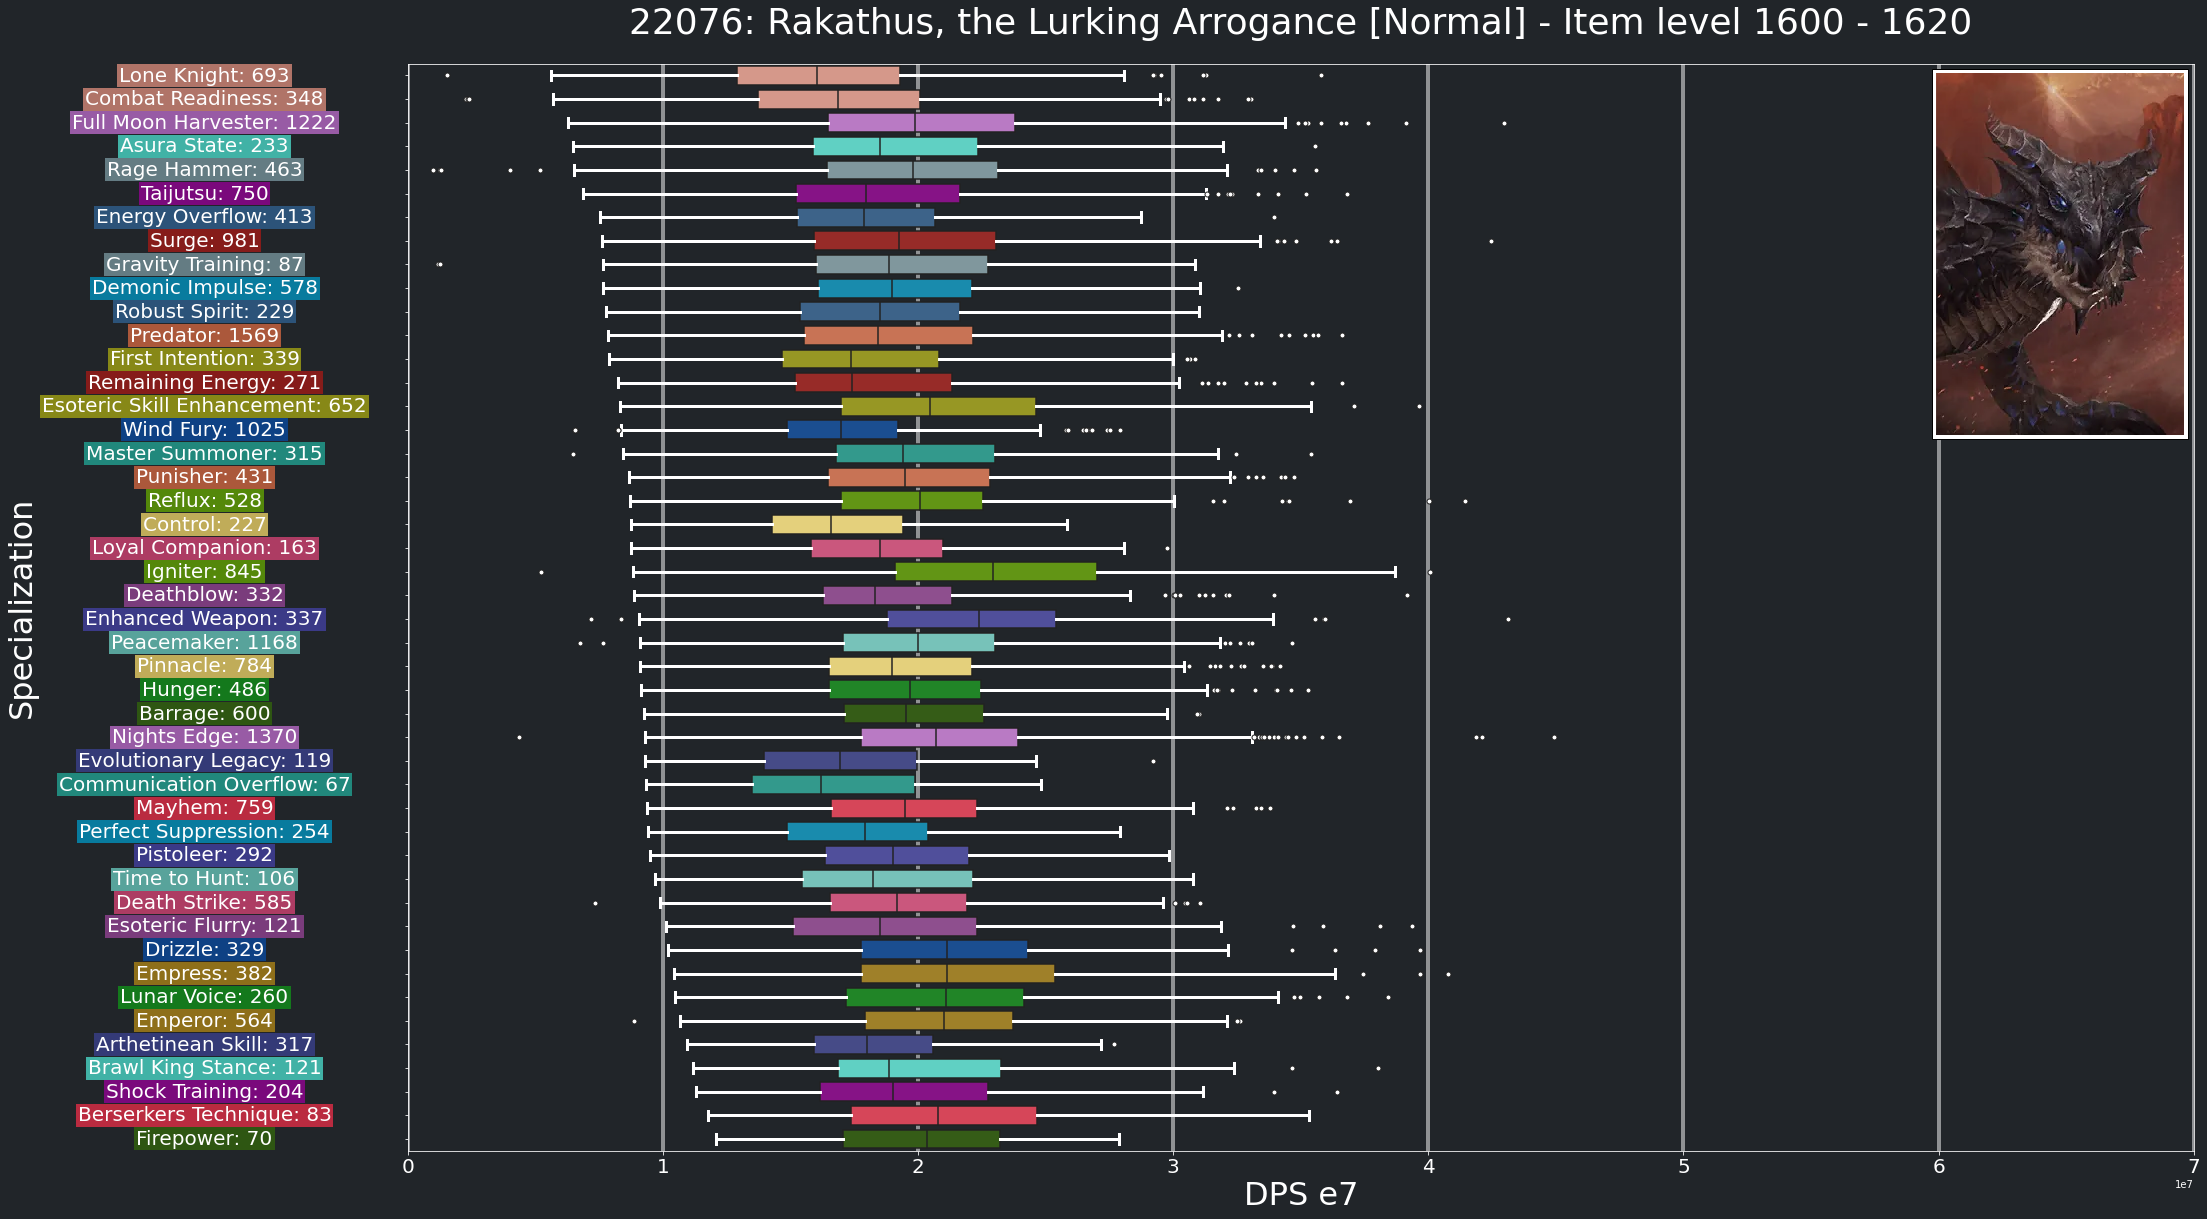 22076: Rakathus, the Lurking Arrogance [Normal] - Item level 1600 - 1620
Specialization
Lone Knight: 693
Combat Readiness: 348
Full Moon Harvester: 1222
Asura State: 233
Rage Hammer: 463
Taijutsu: 750
Energy Overflow: 413
Surge: 981
Gravity Training: 87
Demonic Impulse: 578
Robust Spirit: 229
Predator: 1569
First Intention: 339
Remaining Energy: 271
Esoteric Skill Enhancement: 652
Wind Fury: 1025
Master Summoner: 315
Punisher: 431
Reflux: 528
Control: 227
Loyal Companion: 163
Igniter: 845
Deathblow: 332
Enhanced Weapon: 337
Peacemaker: 1168
Pinnacle: 784
Hunger: 486
Barrage: 600
Nights Edge: 1370
Evolutionary Legacy: 119
Communication Overflow: 67
Mayhem: 759
Perfect Suppression: 254
Pistoleer: 292
Time to Hunt: 106
Death Strike: 585
Esoteric Flurry: 121
Drizzle: 329
Empress: 382
Lunar Voice: 260
Emperor: 564
Arthetinean Skill: 317
Brawl King Stance: 121
Shock Training: 204
Berserkers Technique: 83
Firepower: 70
0 1 2 3 4 5 6 7
1e7
DPS e7